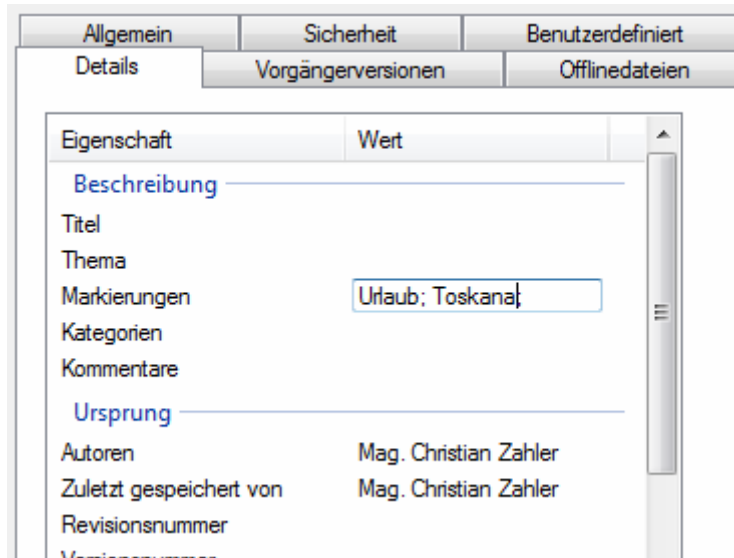 Allgemein Sicherheit Benutzerdefiniert
Details Vorgängerversionen Offlinedateien
Eigenschaft Wert
Beschreibung
Titel
Thema
Markierungen Urlaub; Toskana;
Kategorien
Kommentare
Ursprung
Autoren Mag. Christian Zahler
Zuletzt gespeichert von Mag. Christian Zahler
Revisionsnummer